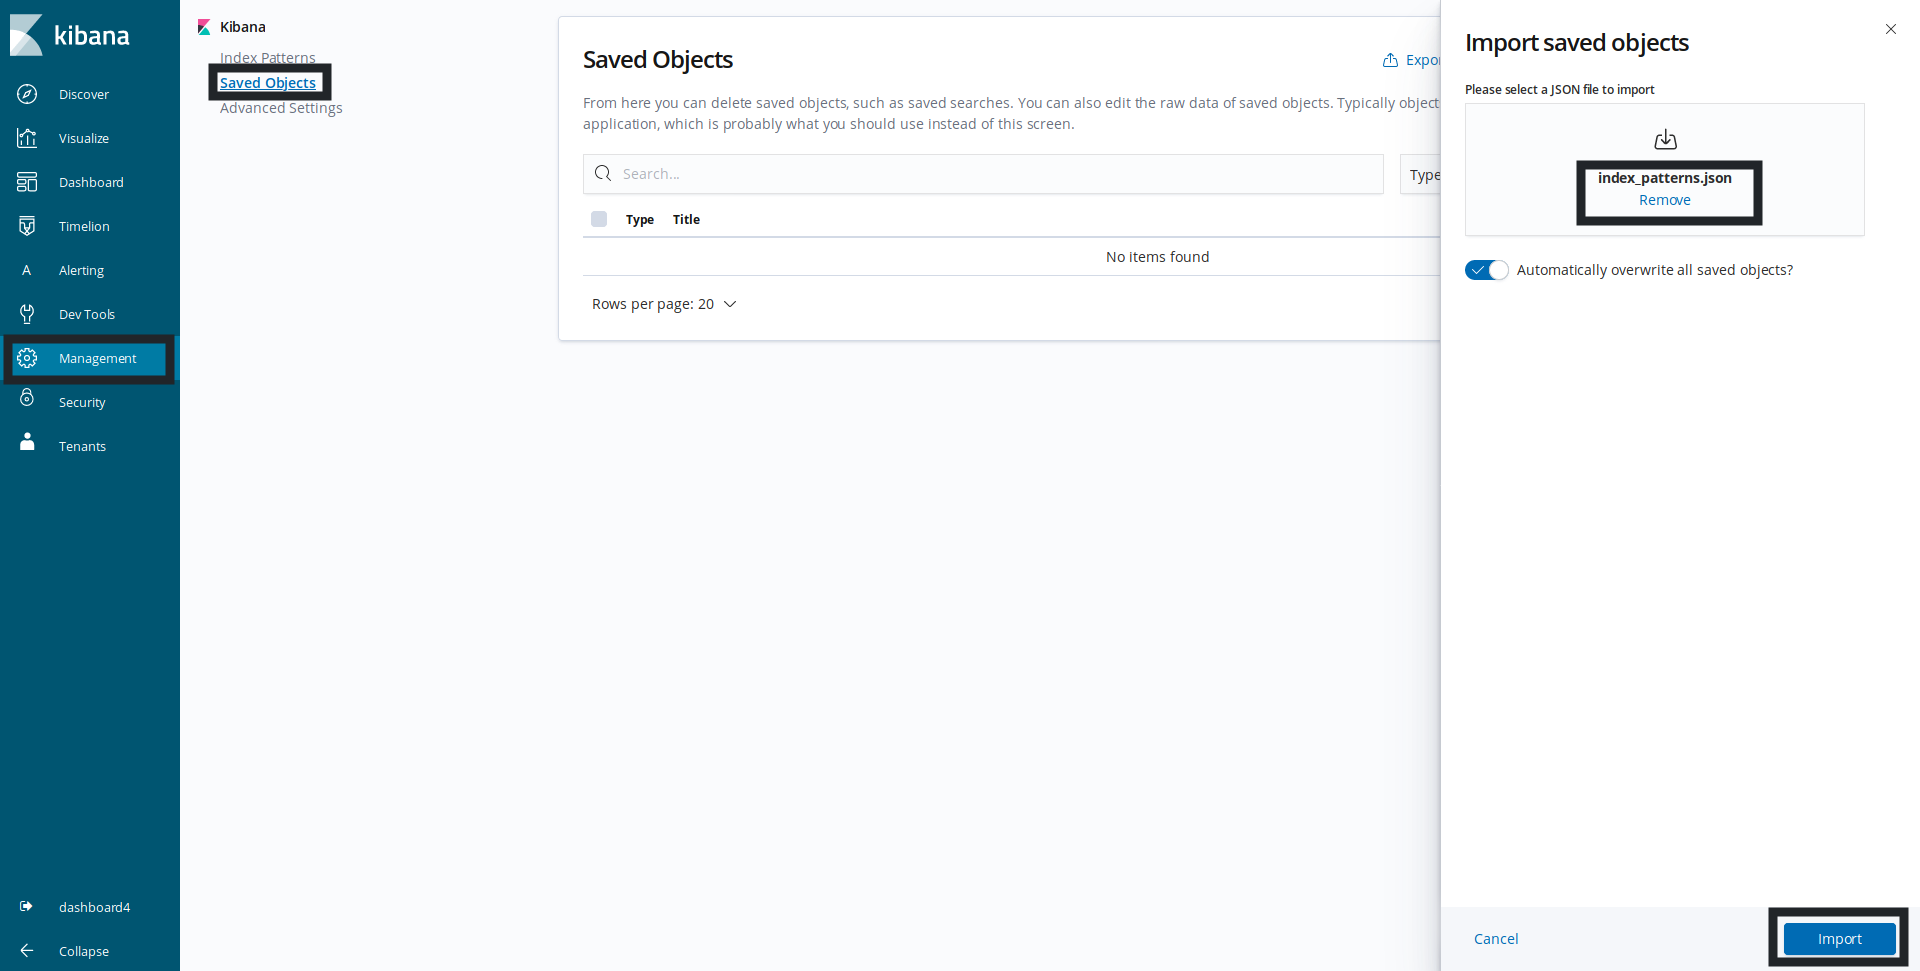 kibana
Discover
Visualize
Dashboard
Timelion
Alerting
Dev Tools
Management
Security
Tenants
dashboard4
Collapse
Kibana
Index Patterns
Saved Objects
Advanced Settings
Saved Objects
Expor
From here you can delete saved objects, such as saved searches. You can also edit the raw data of saved objects. Typically object
application, which is probably what you should use instead of this screen.
Search...
Type
Type Title
No items found
Rows per page: 20
Import saved objects
Please select a JSON file to import
index_patterns.json
Remove
Automatically overwrite all saved objects?
Cancel
Import